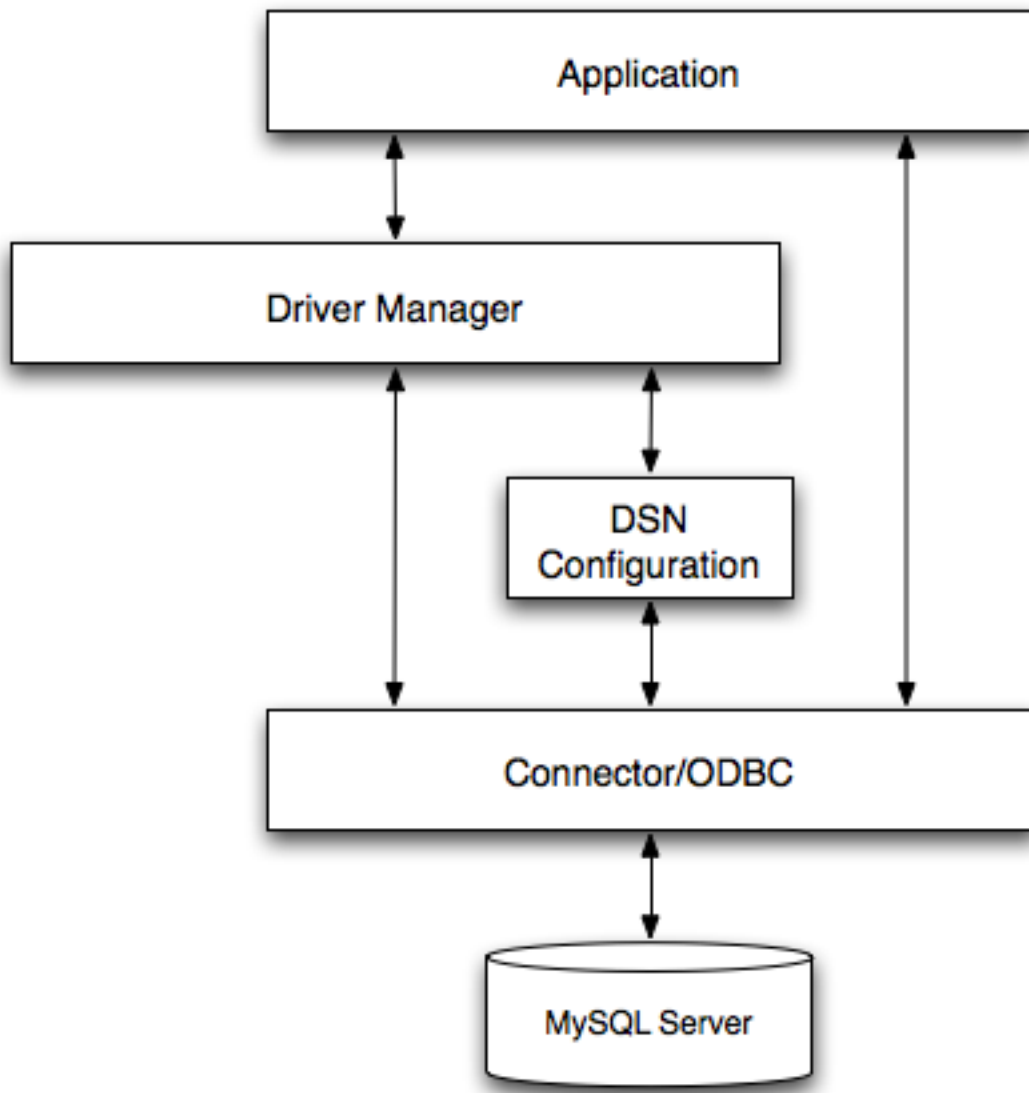 Application
Driver Manager
DSN
Configuration
Connector/ODBC
MySQL Server